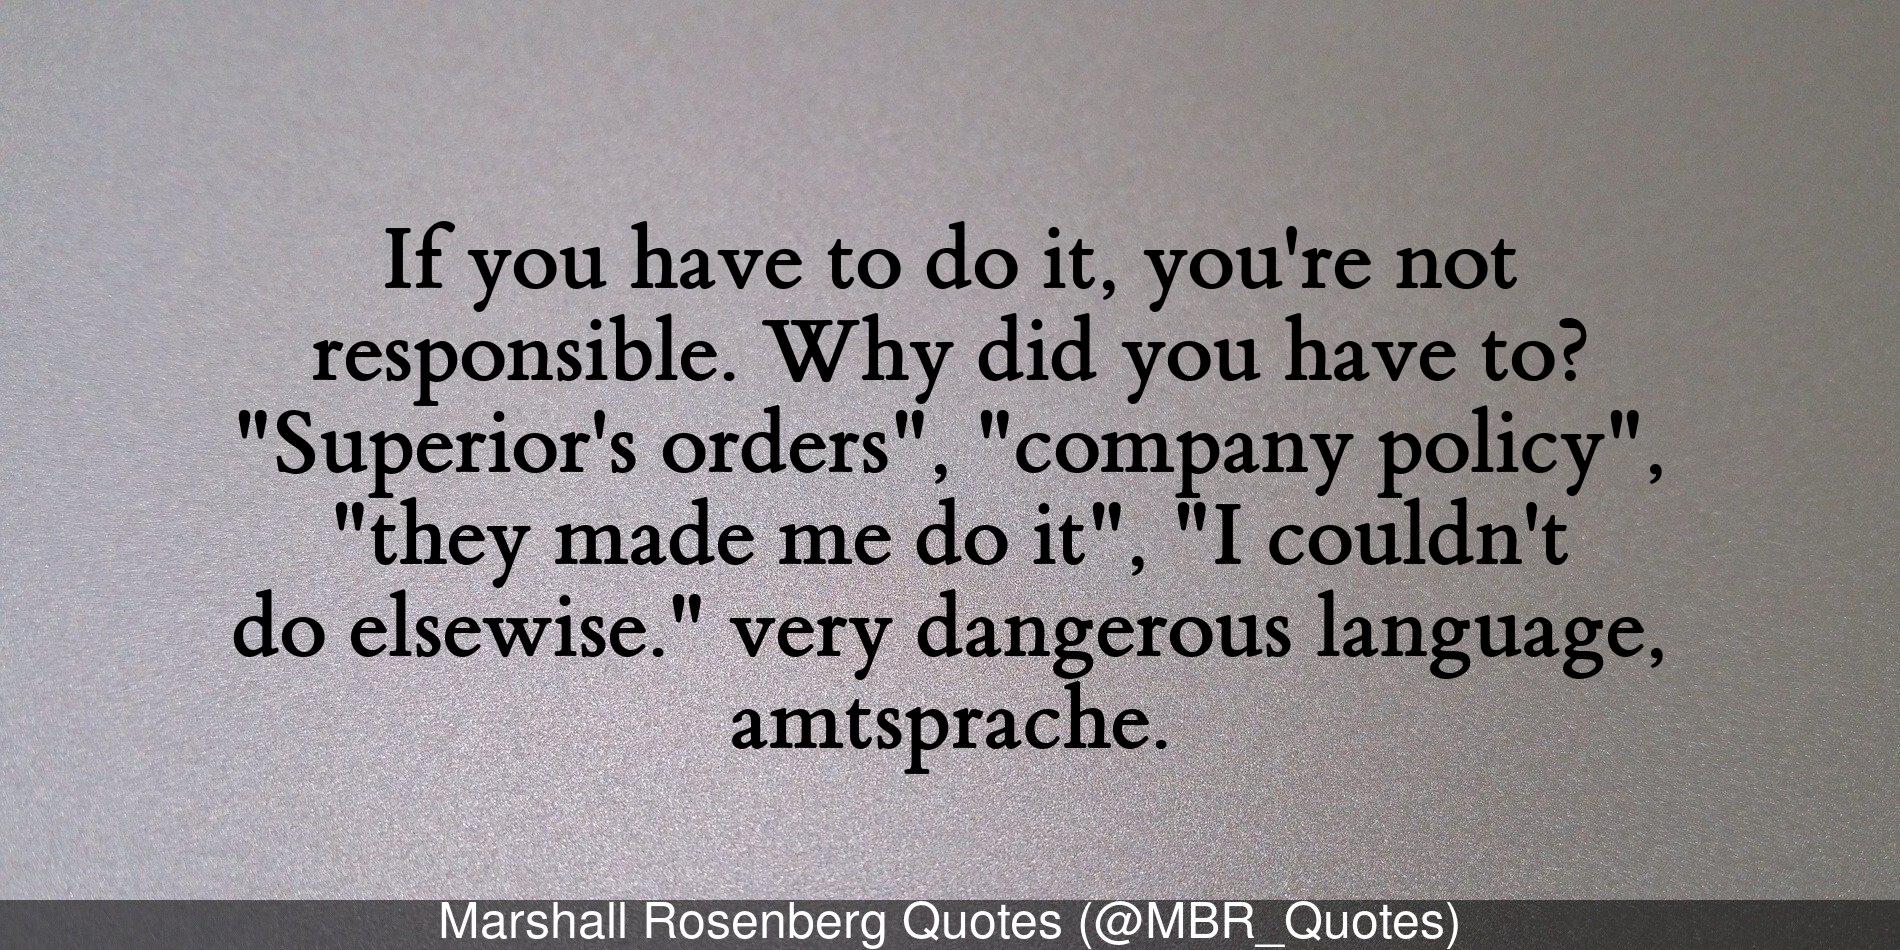 If you have to do it, you're not
responsible. Why did you have to?
"Superior's orders", "company policy",
"they made me do it", "I couldn't
do elsewise." very dangerous language,
amtsprache.
Marshall Rosenberg Quotes (@MBR_Quotes)